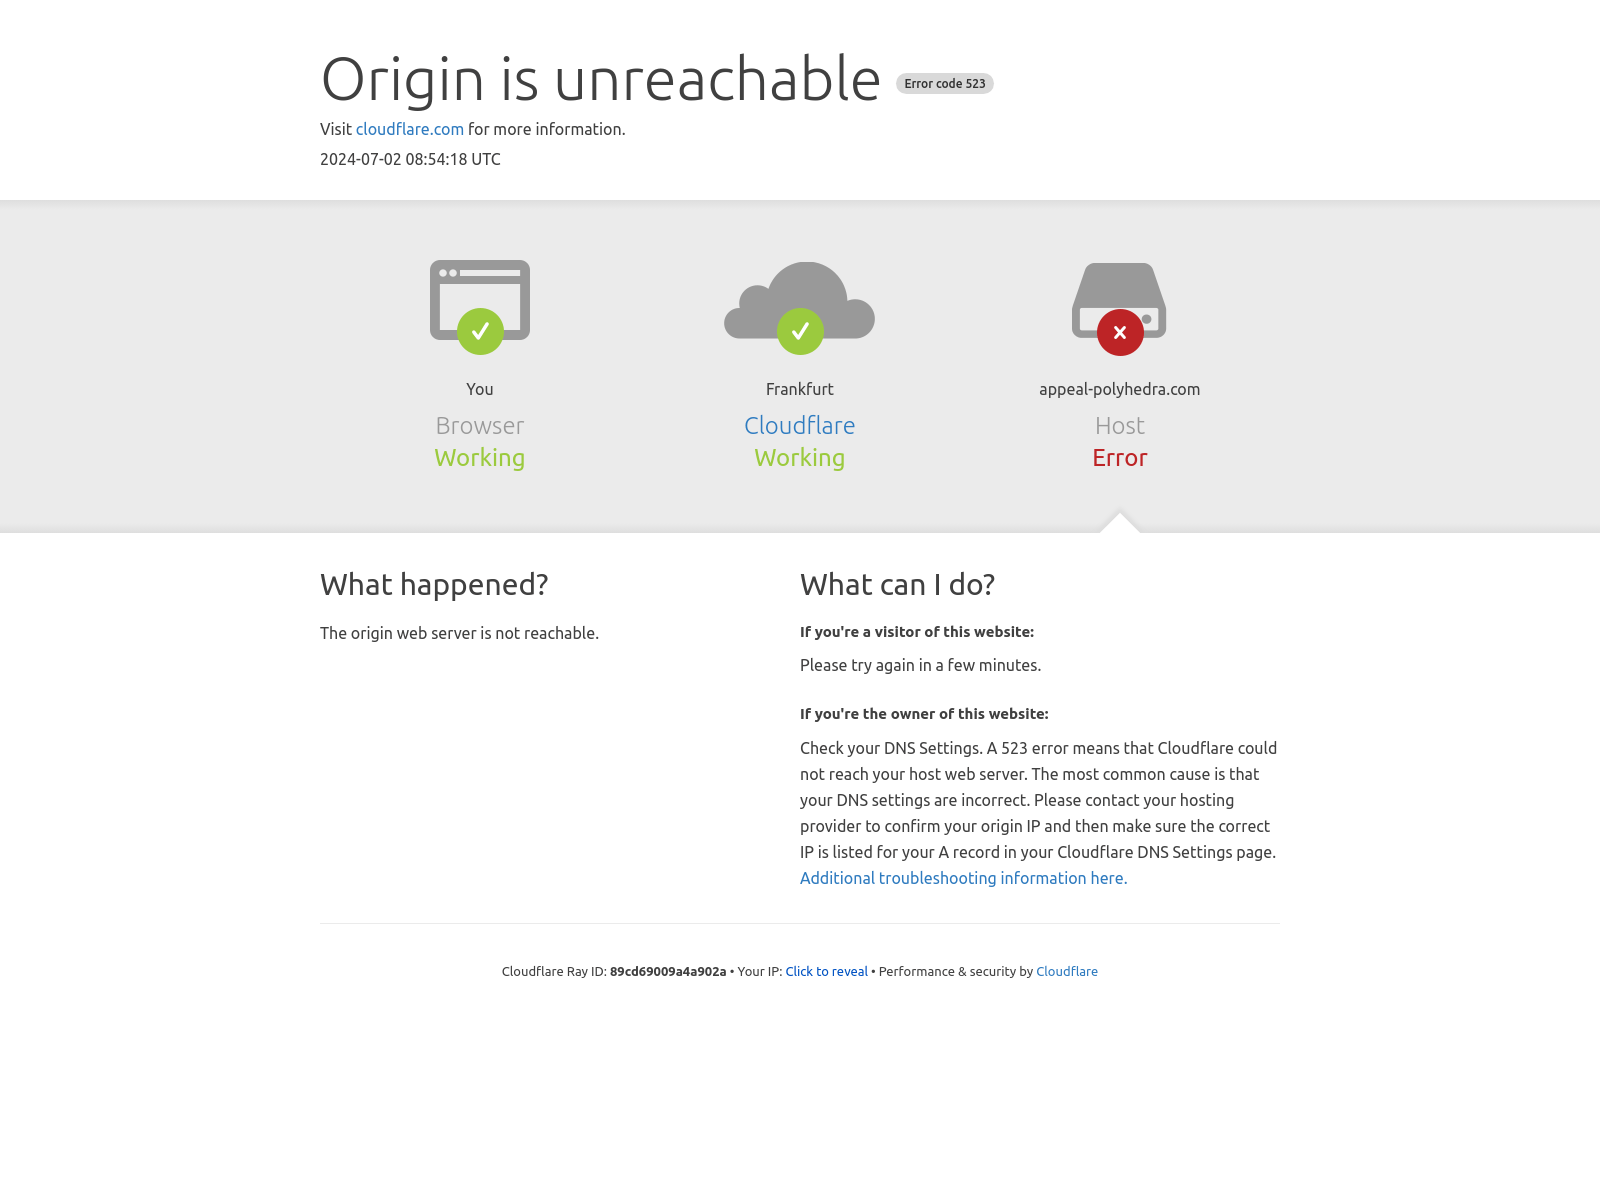 Origin is unreachable Error code 523
Visit cloudflare.com for more information.
2024-07-02 08:54:18 UTC
You
Browser
Working
Frankfurt
Cloudflare
Working
appeal-polyhedra.com
Host
Error
What happened?
The origin web server is not reachable.
What can I do?
If you're a visitor of this website:
Please try again in a few minutes.
If you're the owner of this website:
Check your DNS Settings. A 523 error means that Cloudflare could
not reach your host web server. The most common cause is that
your DNS settings are incorrect. Please contact your hosting
provider to confirm your origin IP and then make sure the correct
IP is listed for your A record in your Cloudflare DNS Settings page.
Additional troubleshooting information here.
Cloudflare Ray ID: 89cd69009a4a902a • Your IP: Click to reveal • Performance & security by Cloudflare